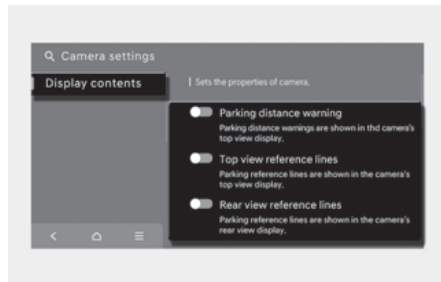 Camera settings
Display contents
Sets the properties of camera.
Parking distance warning
Parking distance warnings are shown in thd camera's
top view display.
Top view reference lines
Parking reference lines are shown in the camera's
top view display.
Rear view reference lines
Parking reference lines are shown in the camera's
rear view display.